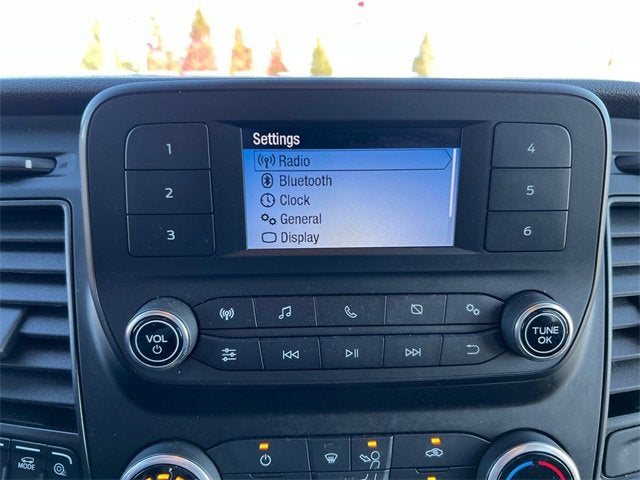 Settings
Radio
Bluetooth
Clock
General
Display
1
2
3
4
5
6
VOL
TUNE
OK
MODE